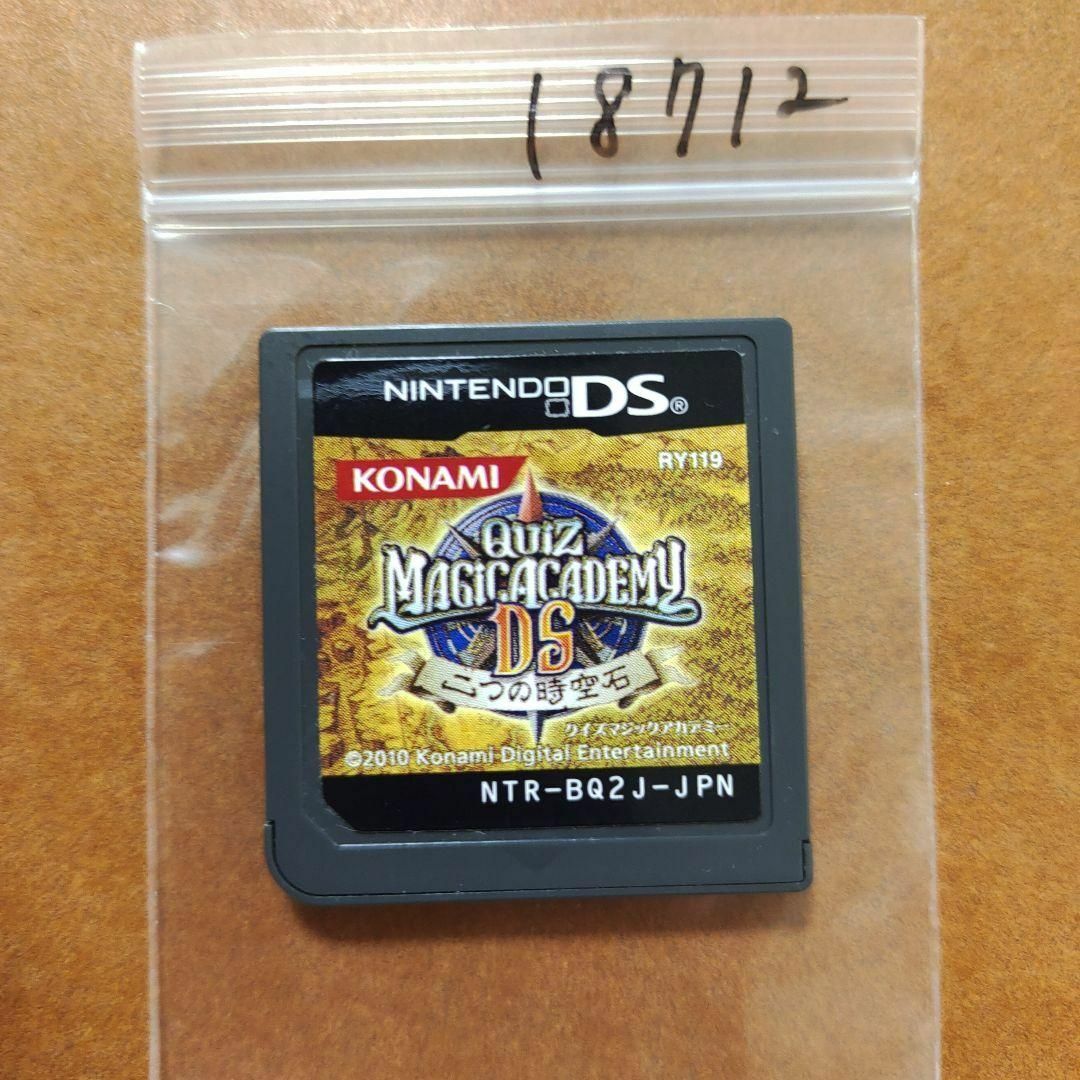 18712
NINTENDO DS®
KONAMI
RY119
QUIZ
MAGICACADEMY
DS
二つの時空石
クイズマジックアカデミー
©2010 Konami Digital Entertainment
NTR-BQ2J-JPN